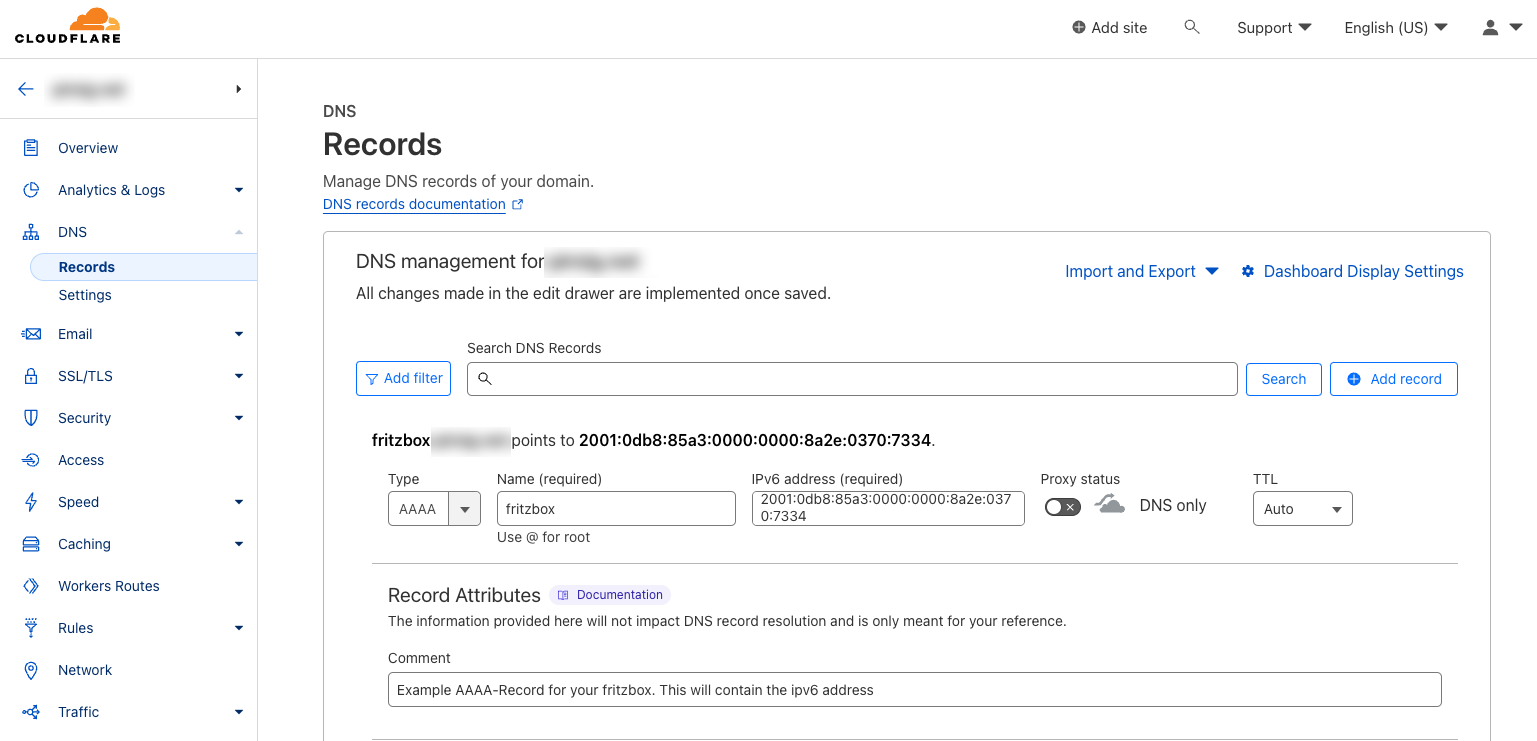 CLOUDFLARE
Add site
Support
English (US)
Overview
Analytics & Logs
DNS
Records
Settings
Email
SSL/TLS
Security
Access
Speed
Caching
Workers Routes
Rules
Network
Traffic
DNS
Records
Manage DNS records of your domain.
DNS records documentation
DNS management for
All changes made in the edit drawer are implemented once saved.
Import and Export
Dashboard Display Settings
Search DNS Records
Add filter
Search
Add record
fritzbox points to 2001:0db8:85a3:0000:0000:8a2e:0370:7334.
Type
Name (required)
IPv6 address (required)
Proxy status
TTL
AAAA
fritzbox
2001:0db8:85a3:0000:0000:8a2e:037
0:7334
DNS only
Auto
Use @ for root
Record Attributes
Documentation
The information provided here will not impact DNS record resolution and is only meant for your reference.
Comment
Example AAAA-Record for your fritzbox. This will contain the ipv6 address